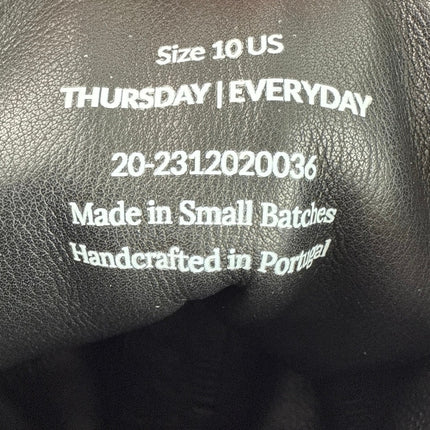 Size 10 US
THURSDAY | EVERYDAY
20-2312020036
Made in Small Batches
Handcrafted in Portugal